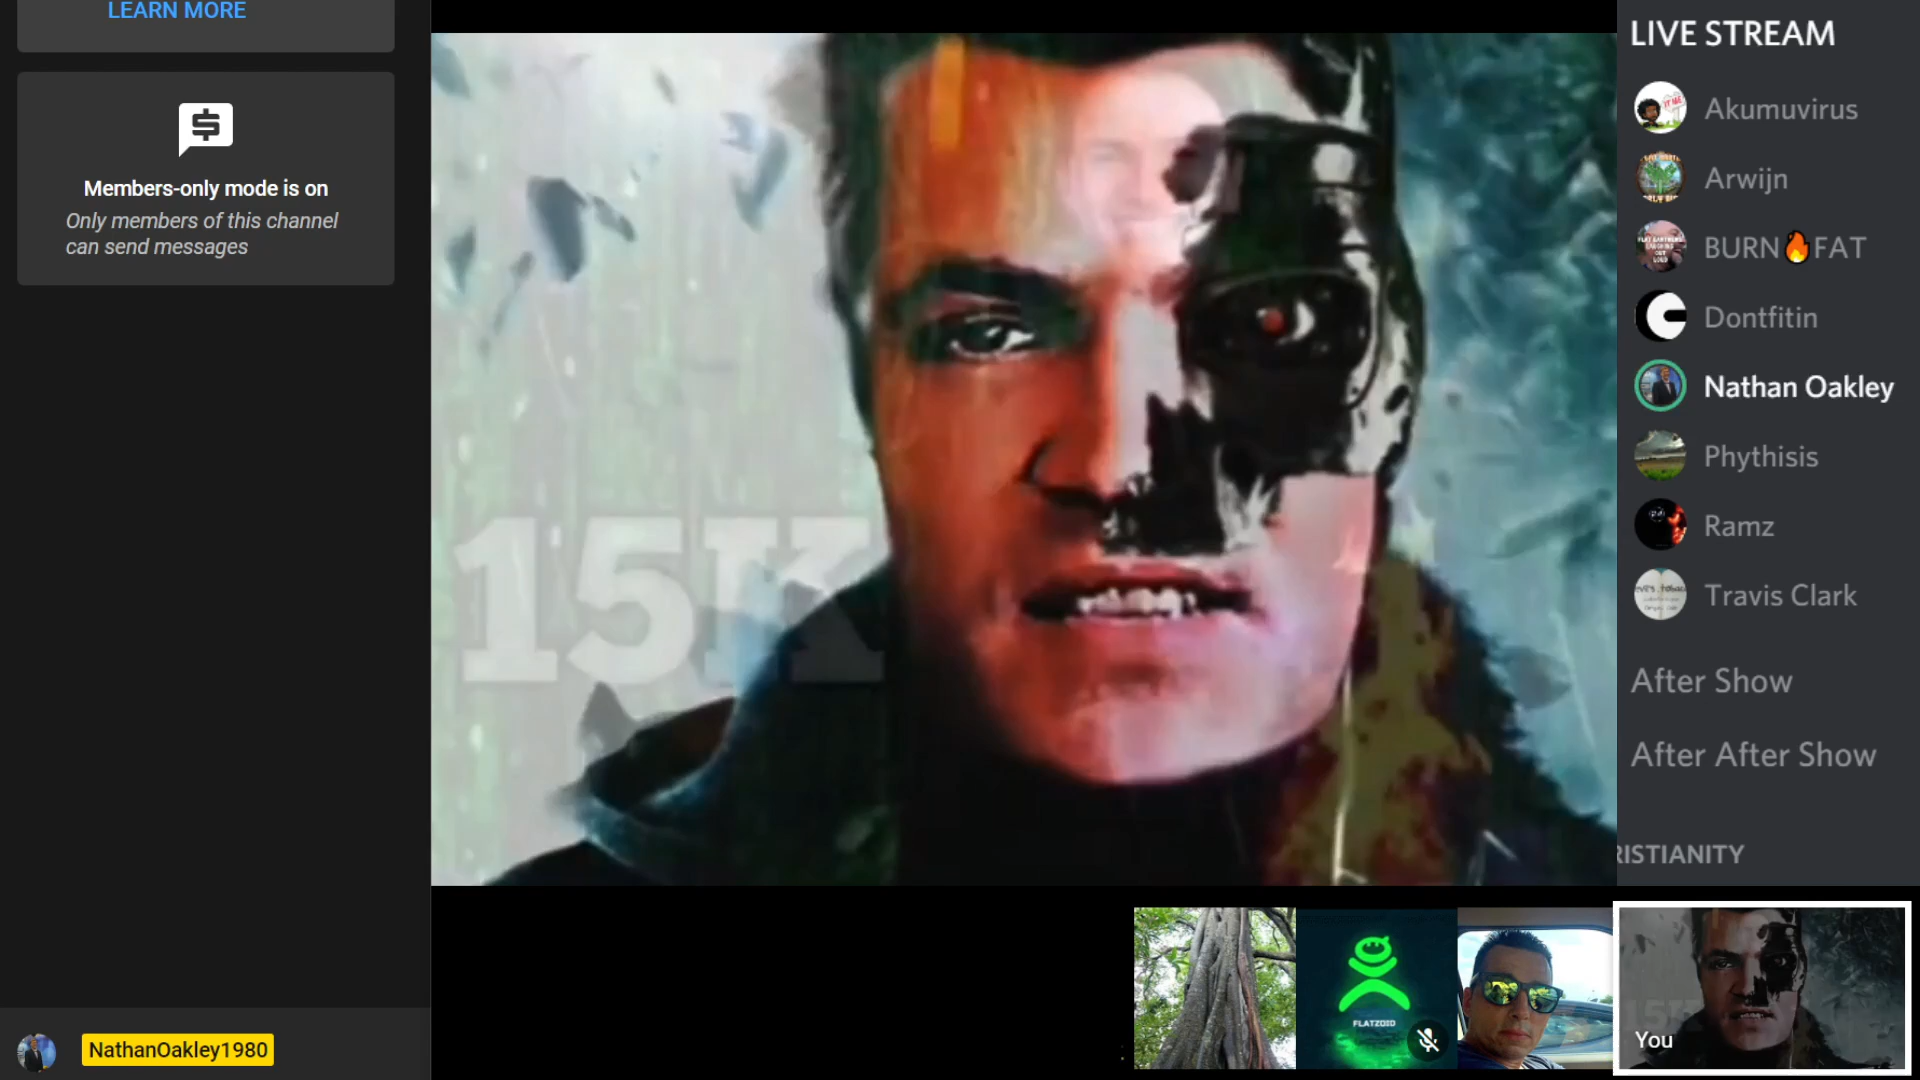 LEARN MORE
Members-only mode is on
Only members of this channel
can send messages
NathanOakley1980
15K
LIVE STREAM
Akumuvirus
Arwijn
BURN🔥FAT
Dontfitin
Nathan Oakley
Phythisis
Ramz
Travis Clark
After Show
After After Show
RISTIANITY
FLATZOID
You